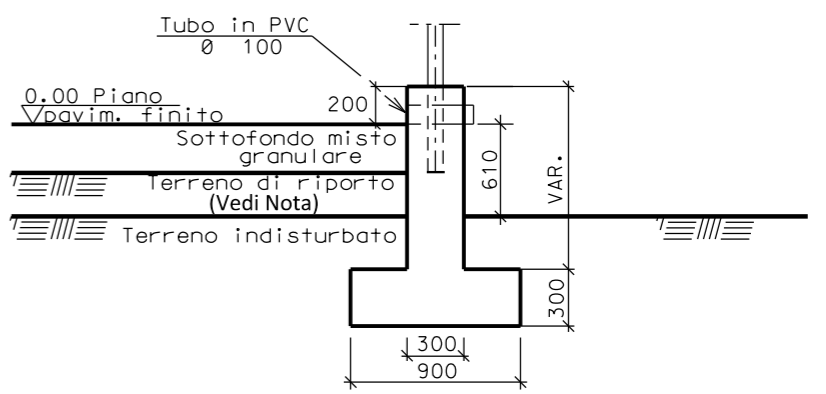 Tubo in PVC
Ø 100
0.00 Piano
pavim. finito
200
Sottofondo misto
granulare
Terreno di riporto
(Vedi Nota)
Terreno indisturbato
610
VAR.
300
300
900